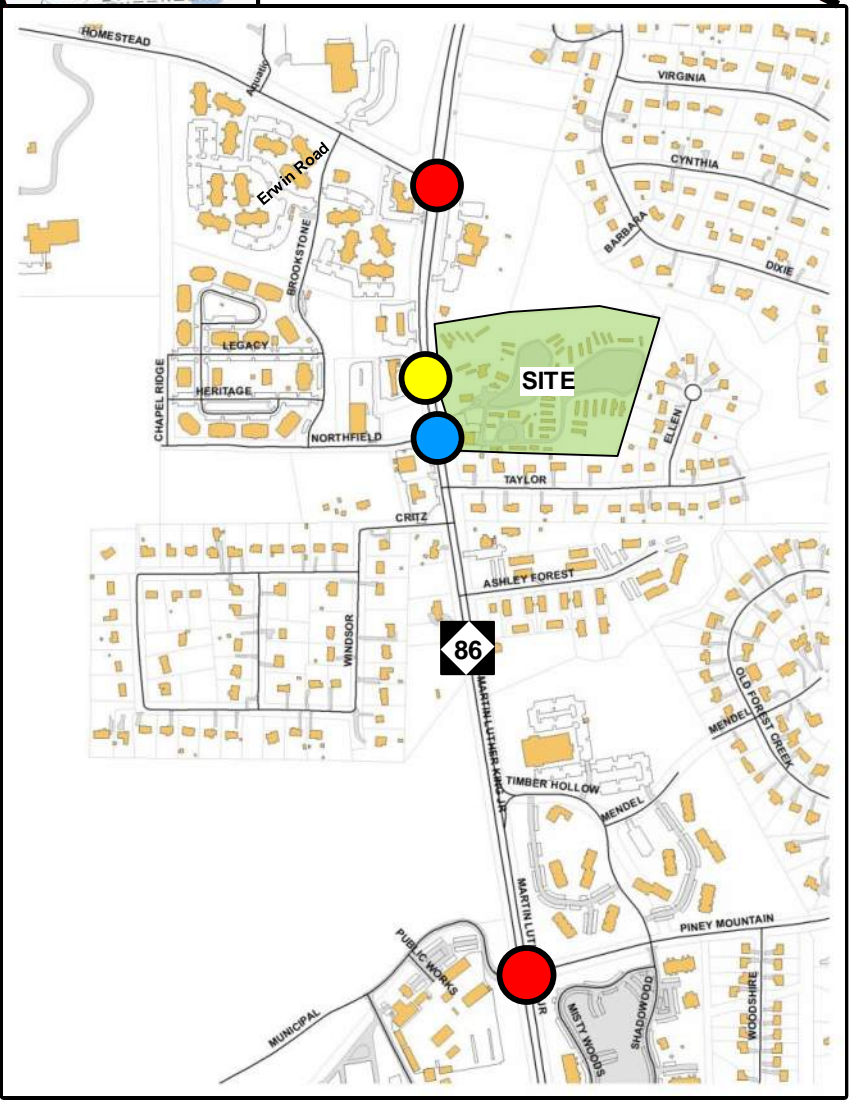 HOMESTEAD
Aquatic
VIRGINIA
CYNTHIA
Erwin Road
BARBARA
BROOKSTONE
DIXIE
LEGACY
SITE
CHAPEL RIDGE
HERITAGE
ELLEN
NORTHFIELD
TAYLOR
CRITZ
ASHLEY FOREST
WINDSOR
86
OLD FOREST CREEK
MARTIN LUTHER KING JR
MENDEL
TIMBER HOLLOW
MENDEL
MARTIN LUT
PINEY MOUNTAIN
PUBLIC WORKS
JR
WOODSHIRE
SHADOWOOD
MISTY WOODS
MUNICIPAL